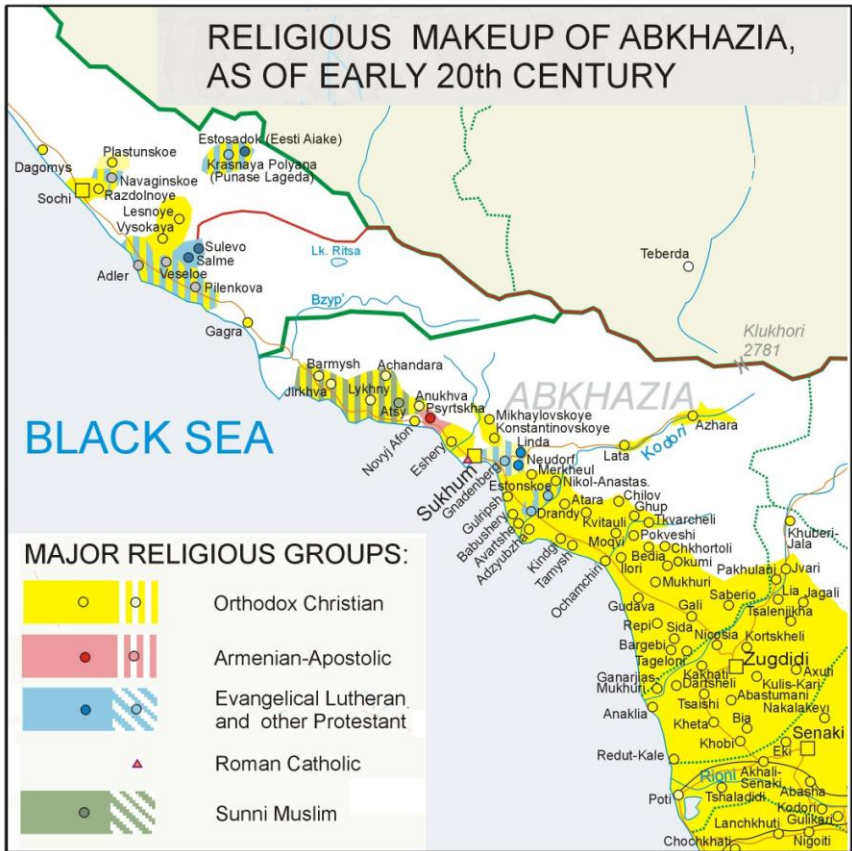 RELIGIOUS MAKEUP OF ABKHAZIA,
AS OF EARLY 20th CENTURY
Estosadok (Eesti Aiake)
Plastunskoe
Krasnaya Polyana
(Punase Lageda)
Dagomys
Navaginskoe
Sochi
Razdolnoye
Lesnoye
Vysokaya
Sulevo
Salme
Lk. Ritsa
Teberda
Adler
Veseloe
Pilenkova
Bzyp'
Gagra
Klukhori
2781
Barmysh
Achandara
ABKHAZIA
Jirkhva
Lykhny
Anukhva
Atsy
Psyrtskha
Mikhaylovskoye
Azhara
BLACK SEA
Novyj Afon
Konstantinovskoye
Kodori
Eshery
Linda
Lata
Sukhum
Gnadenberg
Neudorf
Merkheul
Nikol-Anastas.
Estonskoe
Gulripsh
Atara
Chilov
Babushery
Drandy
Ghup
Avartshe
Kvitauli
Tkvarcheli
Adzyubzha
Moqvi
Pokveshi
Khuberi-
Jala
Kindg
Chkhortoli
Tamysh
Bedia
Okumi
Ochamchiri
Ilori
Pakhulani
Jvari
Mukhuri
Saberio
Lia
Jagali
Gudava
Gali
Tsalenjikha
Repi
Sida
Nicosia
Kortskheli
Bargebi
Zugdidi
Tageloni
Kakhati
Axuti
Ganarjias-
Mukhuri
Dartsheli
Kulis-Kari
Tsaishi
Abastumani
Anaklia
Nakalakevi
Kheta
Bia
Khobi
Eki
Senaki
Redut-Kale
Akhali-
Senaki
Rioni
Abasha
Poti
Tshaladidi
Kodori
Lanchkhuti
Gulikari
Chochkhati
Nigoiti
MAJOR RELIGIOUS GROUPS:
Orthodox Christian
Armenian-Apostolic
Evangelical Lutheran
and other Protestant
Roman Catholic
Sunni Muslim